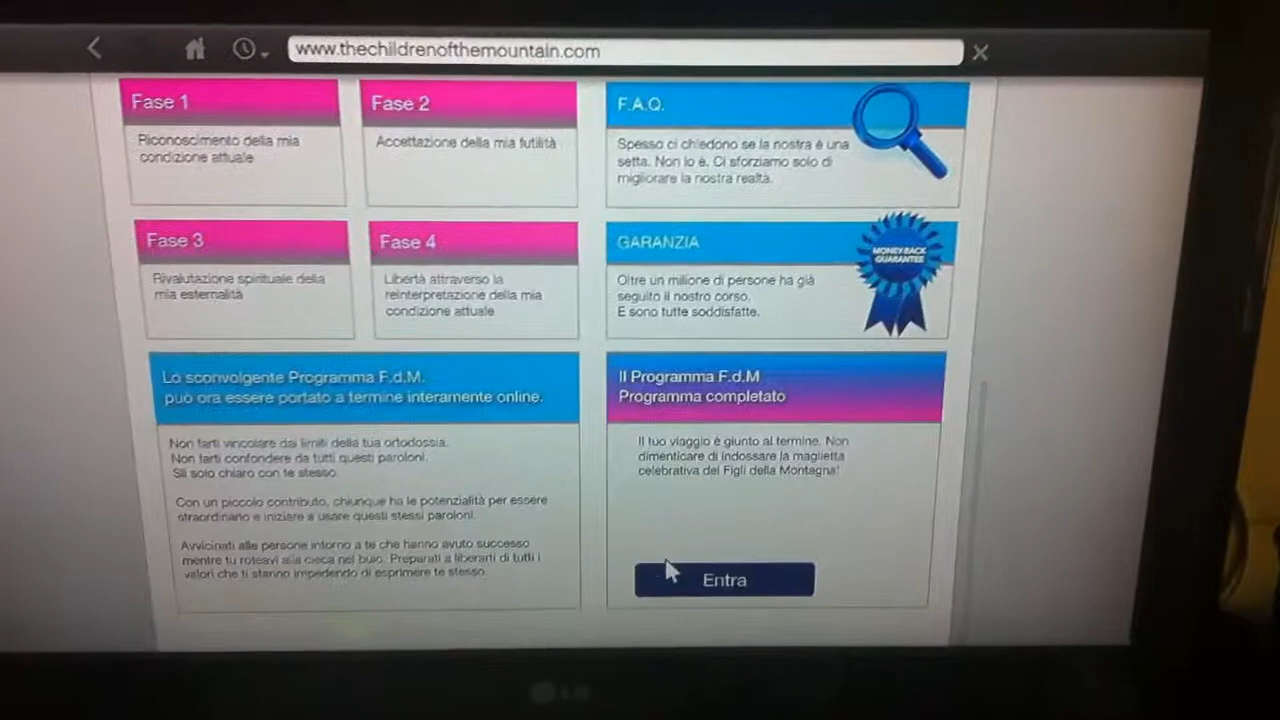 www.thechildrenofthemountain.com
Fase 1
Riconoscimento della mia
condizione attuale
Fase 2
Accettazione della mia futilità
F.A.Q.
Spesso ci chiedono se la nostra è una
setta. Non lo è. Ci sforziamo solo di
migliorare la nostra realtà.
Fase 3
Rivalutazione spirituale della
mia esternalità
Fase 4
Libertà attraverso la
reinterpretazione della mia
condizione attuale
GARANZIA
Oltre un milione di persone ha già
seguito il nostro corso.
E sono tutte soddisfatte.
MONEY-BACK
GUARANTEE
Lo sconvolgente Programma F.d.M.
può ora essere portato a termine interamente online.
Non farti vincolare dai limiti della tua ortodossia.
Non farti confondere da tutti questi paroloni.
Sii solo chiaro con te stesso.
Con un piccolo contributo, chiunque ha le potenzialità per essere
straordinario e iniziare a usare questi stessi paroloni.
Avvicinati alle persone intorno a te che hanno avuto successo
mentre tu roteavi alla cieca nel buio. Preparati a liberarti di tutti i
valori che ti stanno impedendo di esprimere te stesso.
Il Programma F.d.M
Programma completato
Il tuo viaggio è giunto al termine. Non
dimenticare di indossare la maglietta
celebrativa dei Figli della Montagna!
Entra
LG